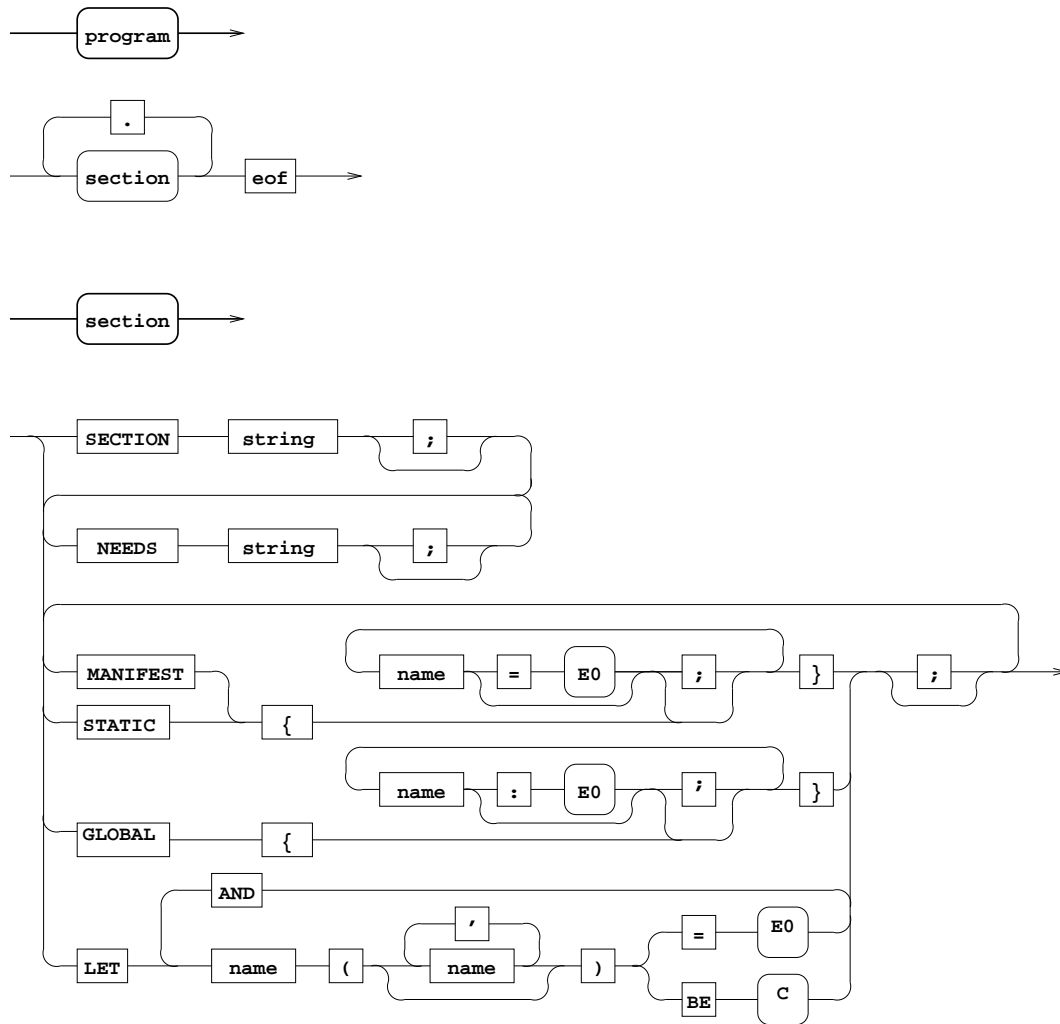 program
.
section eof
section
SECTION string ;
NEEDS string ;
MANIFEST name = E0 ; } ;
STATIC {
name : E0 ; }
GLOBAL {
AND
,
= E0
LET name ( name )
BE C